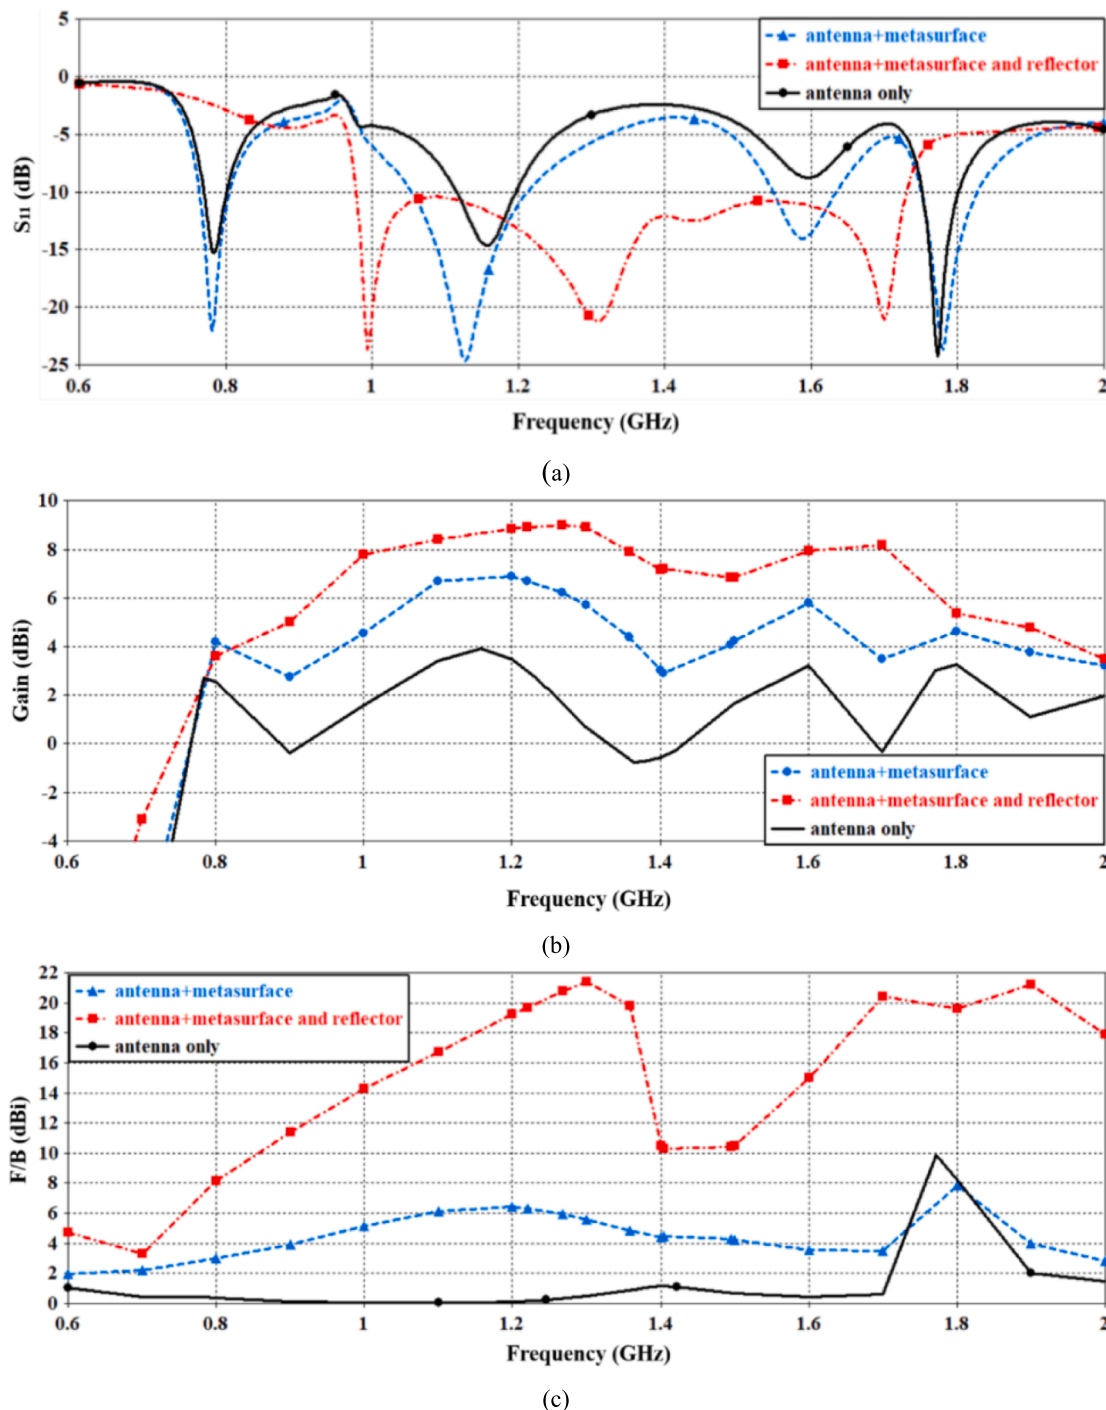 5
0
-5
-10
-15
-20
-25
S11 (dB)
antenna+metasurface
antenna+metasurface and reflector
antenna only
0.6 0.8 1 1.2 1.4 1.6 1.8 2
Frequency (GHz)
(a)
10
8
6
4
2
0
-2
-4
Gain (dBi)
antenna+metasurface
antenna+metasurface and reflector
antenna only
0.6 0.8 1 1.2 1.4 1.6 1.8 2
Frequency (GHz)
(b)
22
20
18
16
14
12
10
8
6
4
2
0
F/B (dBi)
antenna+metasurface
antenna+metasurface and reflector
antenna only
0.6 0.8 1 1.2 1.4 1.6 1.8 2
Frequency (GHz)
(c)